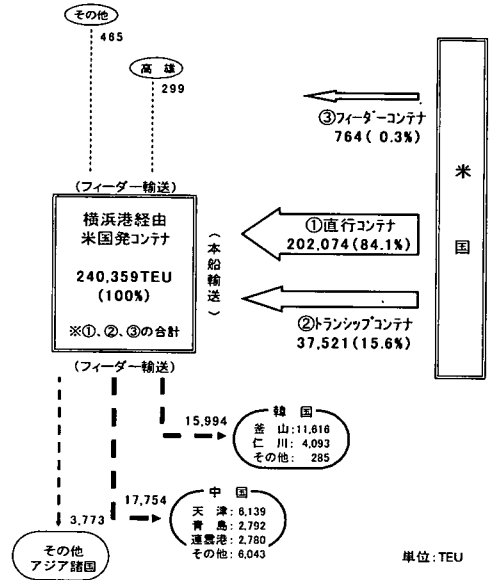 その他
465
高雄
299
③フィーダーコンテナ
764( 0.3%)
米国
(フィーダー輸送)
横浜港経由
米国発コンテナ
240,359TEU
(100%)
※①、②、③の合計
(本船輸送)
①直行コンテナ
202,074(84.1%)
②トランシップコンテナ
37,521(15.6%)
(フィーダー輸送)
15,994
韓国
釜山:11,616
仁川:4,093
その他: 285
17,754
中国
天津:6,139
青島:2,792
連雲港:2,780
その他:6,043
3,773
その他
アジア諸国
単位:TEU